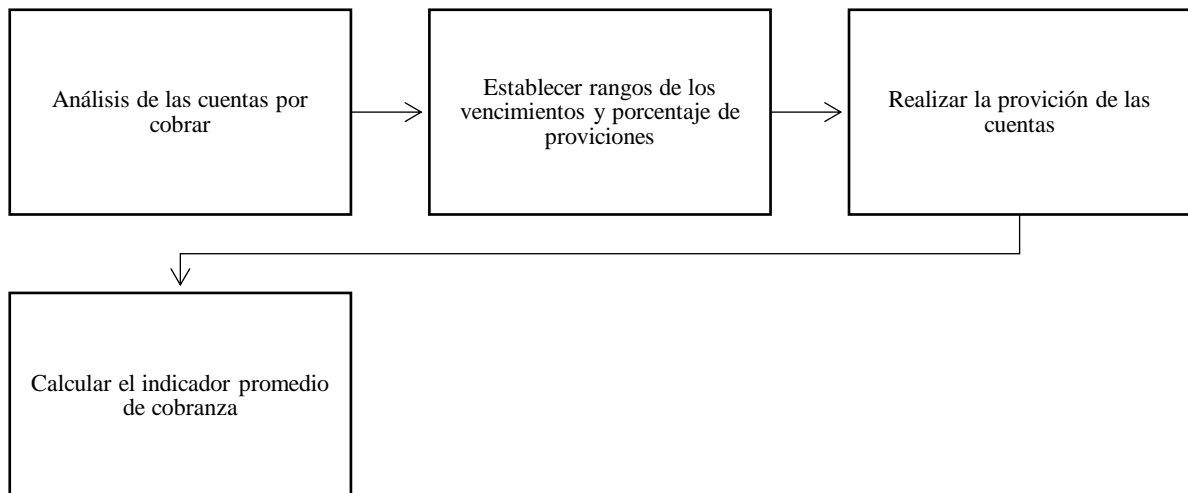 Análisis de las cuentas por
cobrar
Establecer rangos de los
vencimientos y porcentaje de
proviciones
Realizar la provición de las
cuentas
Calcular el indicador promedio
de cobranza